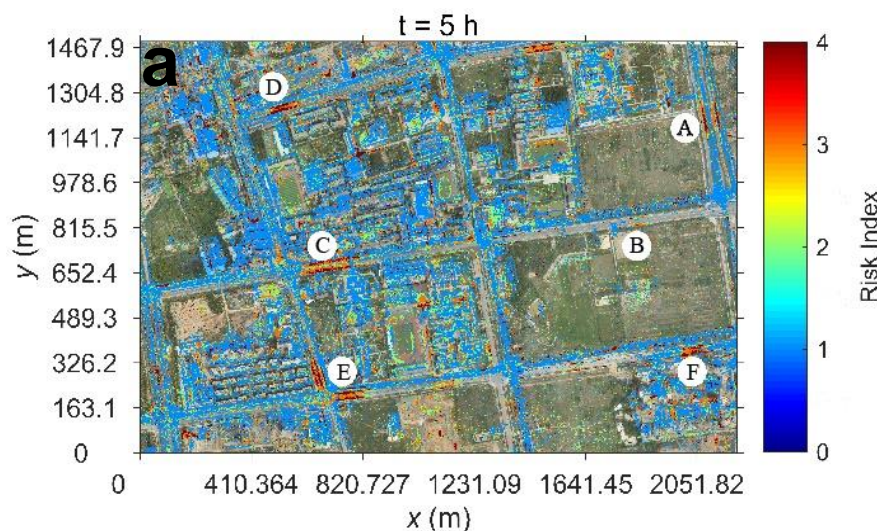 t = 5 h
a
1467.9
1304.8
1141.7
978.6
815.5
652.4
489.3
326.2
163.1
0
y (m)
D
A
C
B
E
F
0 410.364 820.727 1231.09 1641.45 2051.82
x (m)
4
3
2
1
0
Risk Index